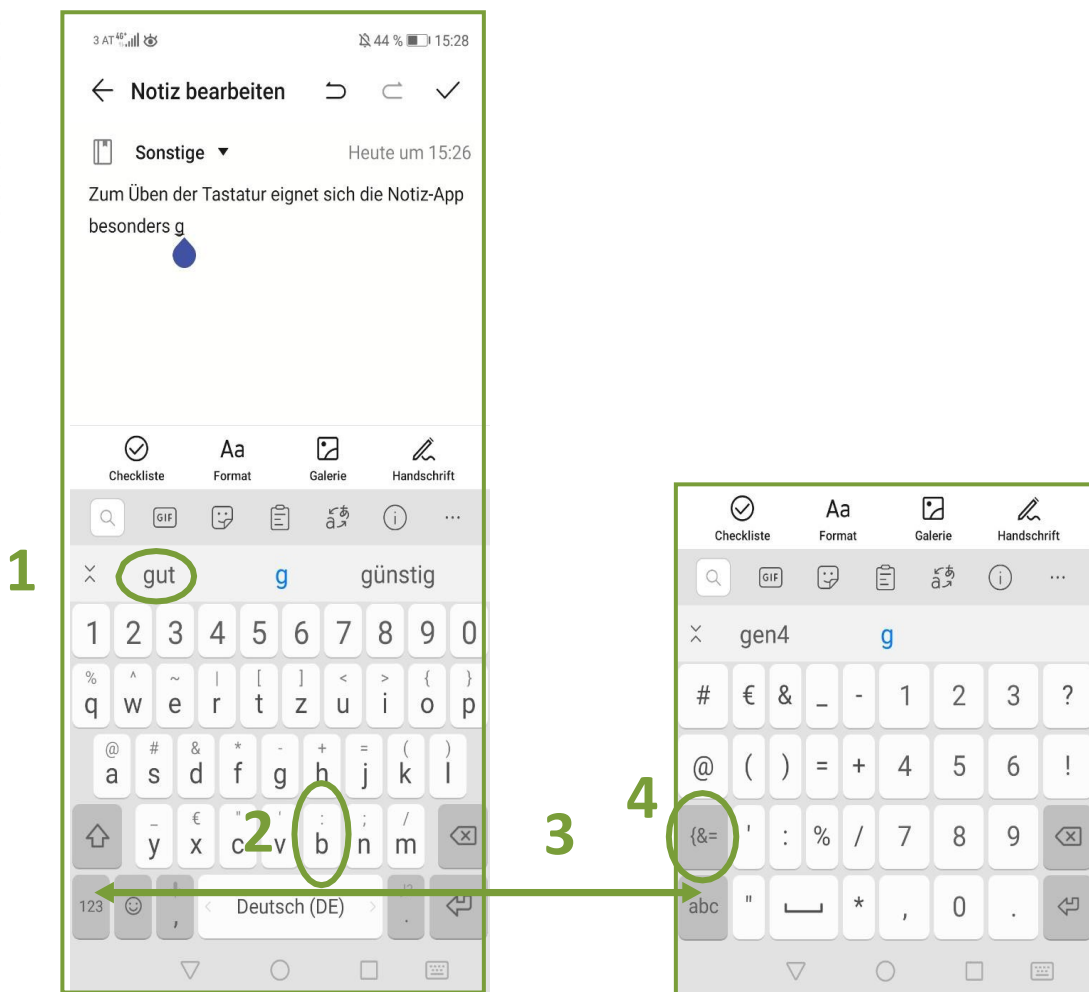 3 AT 4G+ 44 % 15:28
Notiz bearbeiten
Sonstige Heute um 15:26
Zum Üben der Tastatur eignet sich die Notiz-App
besonders g
Checkliste Format Galerie Handschrift
Aa
GIF
1
gut g günstig
1 2 3 4 5 6 7 8 9 0
% ^ ~ | [ ] < > { }
q w e r t z u i o p
@ # & * - + = ( )
a s d f g h j k l
_ € " ' : ; /
y x c v b n m
2
123 , Deutsch (DE) .
3
Aa
Checkliste Format Galerie Handschrift
GIF
gen4 g
# € & _ - 1 2 3 ?
@ ( ) = + 4 5 6 !
4
{&= ' : % / 7 8 9
abc " * , 0 .